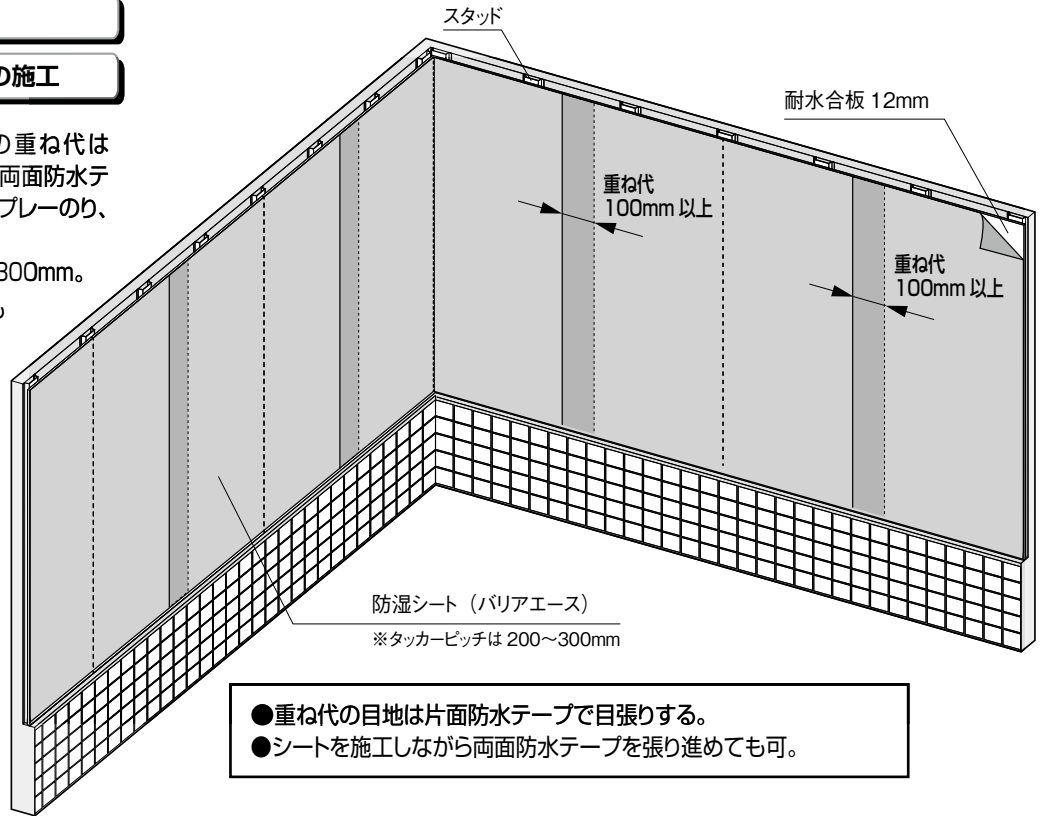 の施工
の重ね代は
両面防水テ
プレーのり、
300mm。
スタッド
耐水合板 12mm
重ね代
100mm 以上
重ね代
100mm 以上
防湿シート（バリアエース）
※タッカーピッチは 200〜300mm
●重ね代の目地は片面防水テープで目張りする。
●シートを施工しながら両面防水テープを張り進めても可。